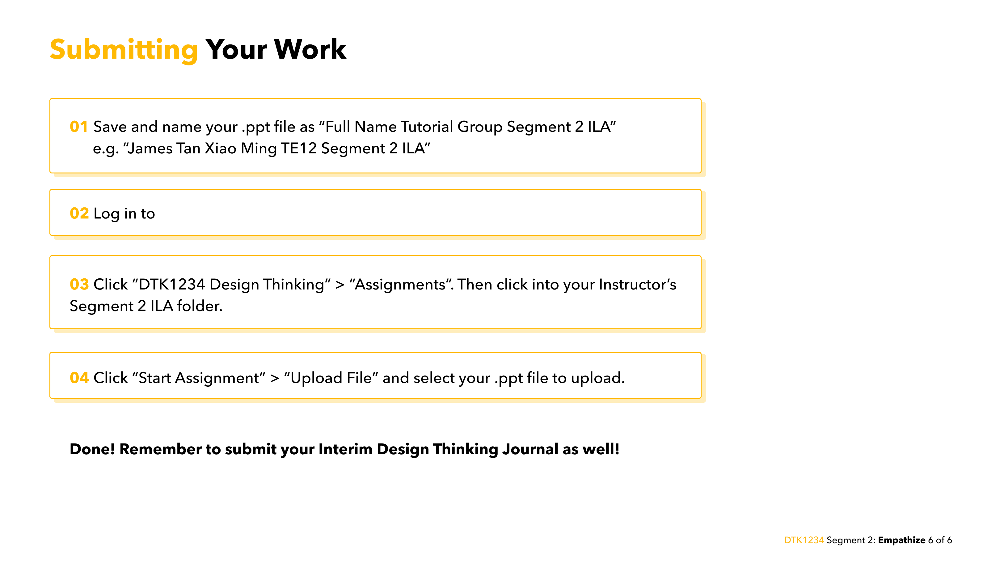 Submitting Your Work
01 Save and name your .ppt file as “Full Name Tutorial Group Segment 2 ILA”
e.g. “James Tan Xiao Ming TE12 Segment 2 ILA”
02 Log in to
03 Click “DTK1234 Design Thinking” > “Assignments”. Then click into your Instructor’s
Segment 2 ILA folder.
04 Click “Start Assignment” > “Upload File” and select your .ppt file to upload.
Done! Remember to submit your Interim Design Thinking Journal as well!
DTK1234 Segment 2: Empathize 6 of 6